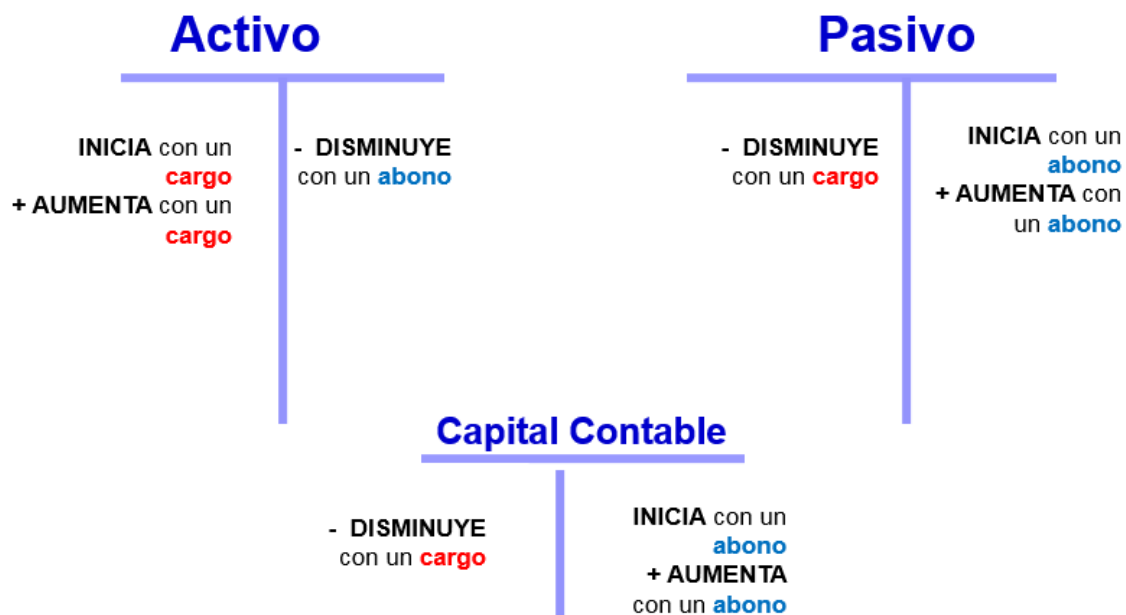 Activo
INICIA con un
cargo
+ AUMENTA con un
cargo
- DISMINUYE
con un abono
Pasivo
- DISMINUYE
con un cargo
INICIA con un
abono
+ AUMENTA con
un abono
Capital Contable
- DISMINUYE
con un cargo
INICIA con un
abono
+ AUMENTA
con un abono